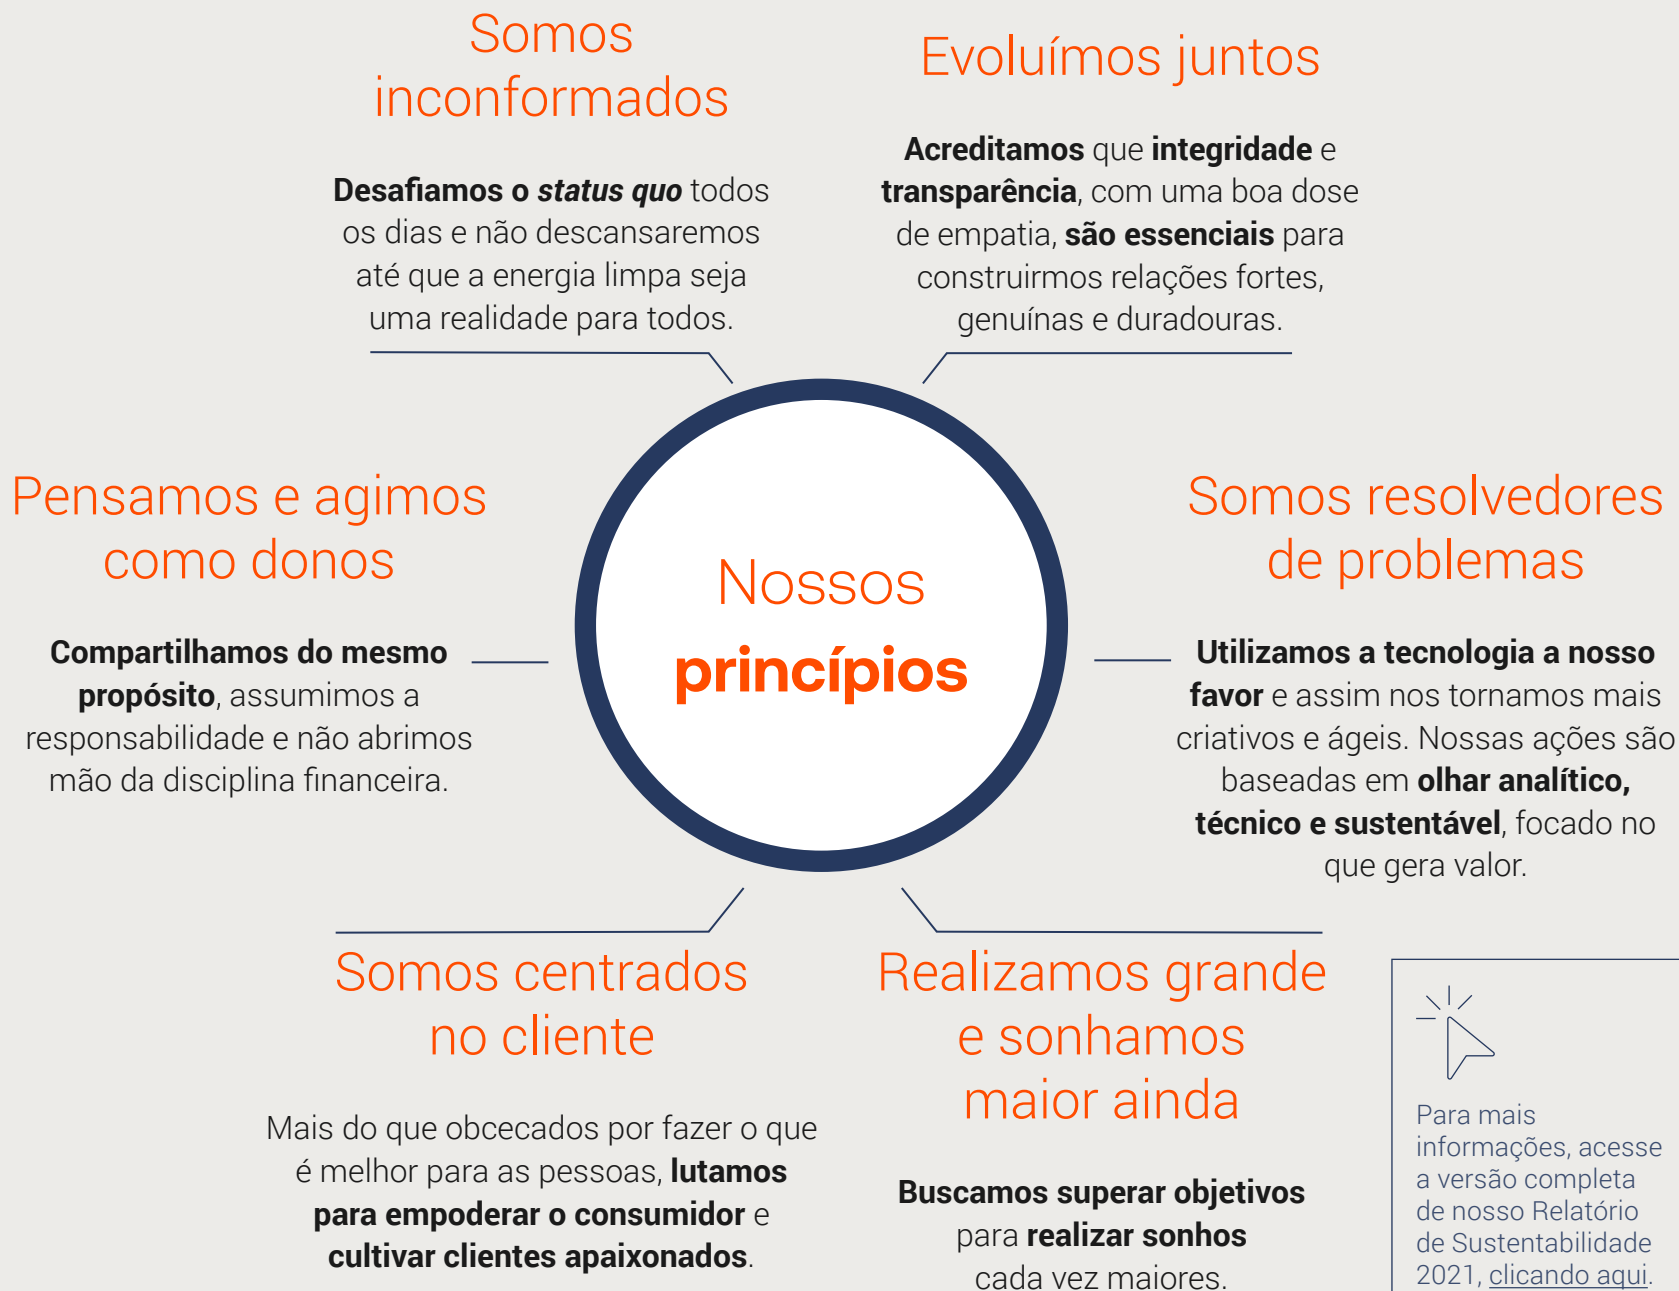 Somos
inconformados
Desafiamos o status quo todos
os dias e não descansaremos
até que a energia limpa seja
uma realidade para todos.
Evoluímos juntos
Acreditamos que integridade e
transparência, com uma boa dose
de empatia, são essenciais para
construirmos relações fortes,
genuínas e duradouras.
Pensamos e agimos
como donos
Compartilhamos do mesmo
propósito, assumimos a
responsabilidade e não abrimos
mão da disciplina financeira.
Nossos
princípios
Somos resolvedores
de problemas
Utilizamos a tecnologia a nosso
favor e assim nos tornamos mais
criativos e ágeis. Nossas ações são
baseadas em olhar analítico,
técnico e sustentável, focado no
que gera valor.
Somos centrados
no cliente
Mais do que obcecados por fazer o que
é melhor para as pessoas, lutamos
para empoderar o consumidor e
cultivar clientes apaixonados.
Realizamos grande
e sonhamos
maior ainda
Buscamos superar objetivos
para realizar sonhos
cada vez maiores.
Para mais
informações, acesse
a versão completa
de nosso Relatório
de Sustentabilidade
2021, clicando aqui.